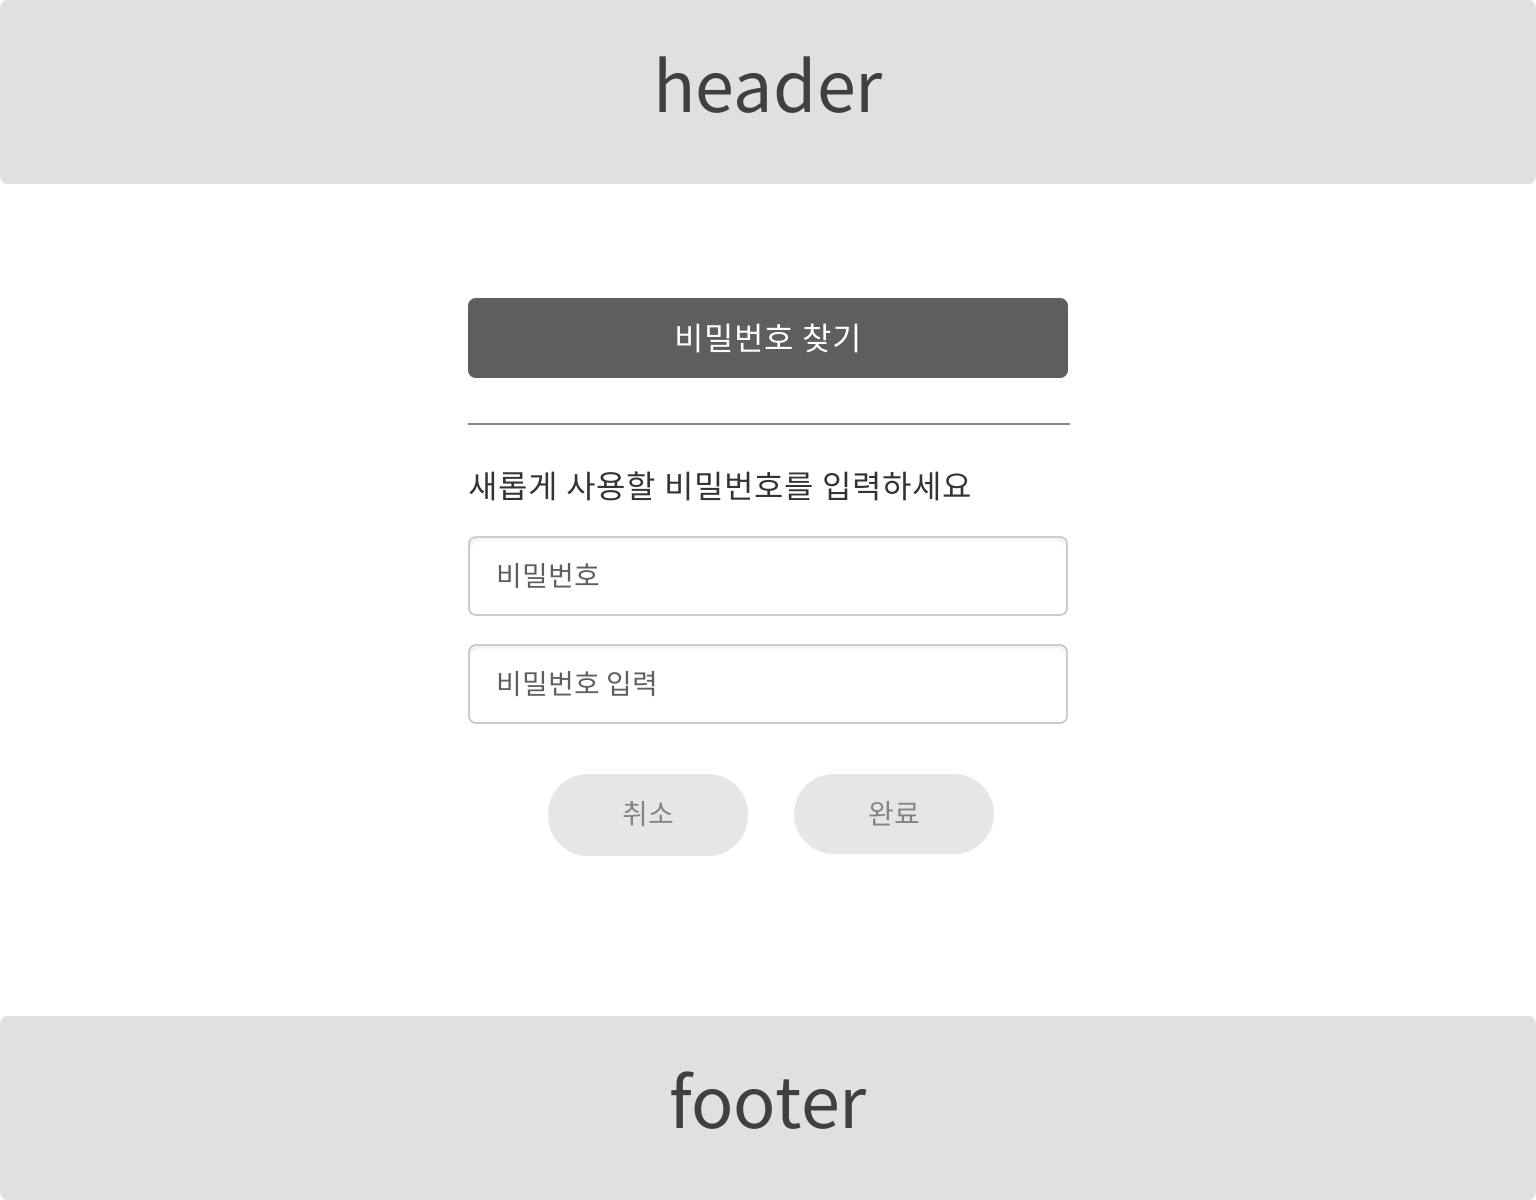 header
비밀번호 찾기
새롭게 사용할 비밀번호를 입력하세요
비밀번호
비밀번호 입력
취소 완료
footer